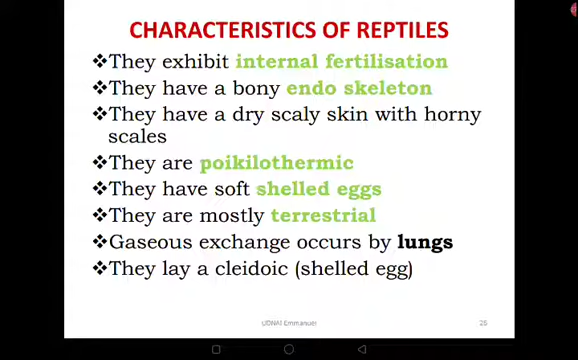 CHARACTERISTICS OF REPTILES
❖They exhibit internal fertilisation
❖They have a bony endo skeleton
❖They have a dry scaly skin with horny
scales
❖They are poikilothermic
❖They have soft shelled eggs
❖They are mostly terrestrial
❖Gaseous exchange occurs by lungs
❖They lay a cleidoic (shelled egg)
UDNAI Emmanuel
26